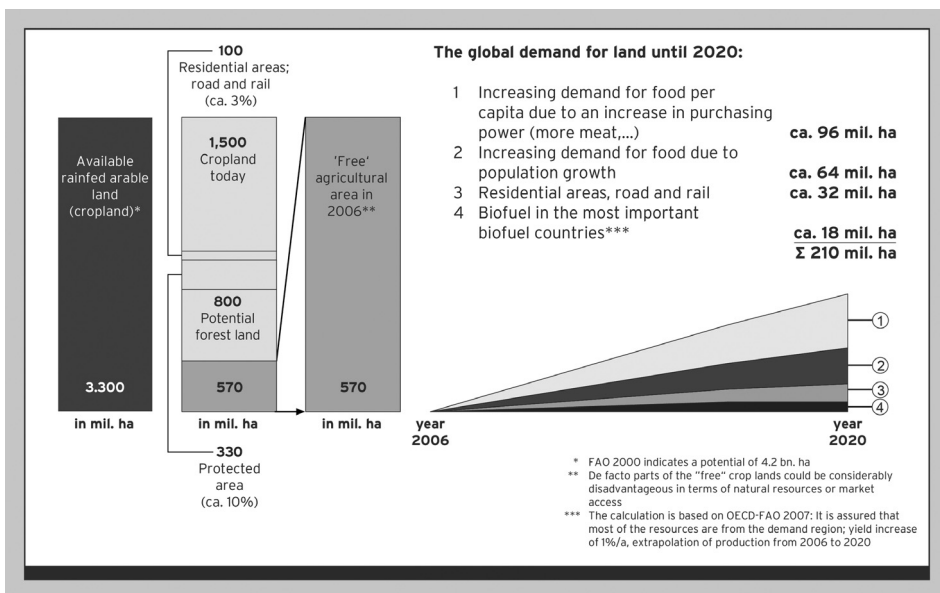 100
Residential areas;
road and rail
(ca. 3%)
Available
rainfed arable
land
(cropland)*
3.300
in mil. ha
1,500
Cropland
today
800
Potential
forest land
570
in mil. ha
330
Protected
area
(ca. 10%)
'Free'
agricultural
area in
2006**
570
in mil. ha
The global demand for land until 2020:
1 Increasing demand for food per
capita due to an increase in purchasing
power (more meat,...) ca. 96 mil. ha
2 Increasing demand for food due to
population growth ca. 64 mil. ha
3 Residential areas, road and rail ca. 32 mil. ha
4 Biofuel in the most important
biofuel countries*** ca. 18 mil. ha
Σ 210 mil. ha
1
2
3
4
year
2006
year
2020
* FAO 2000 indicates a potential of 4.2 bn. ha
** De facto parts of the "free" crop lands could be considerably
disadvantageous in terms of natural resources or market
access
*** The calculation is based on OECD-FAO 2007: It is assured that
most of the resources are from the demand region; yield increase
of 1%/a, extrapolation of production from 2006 to 2020